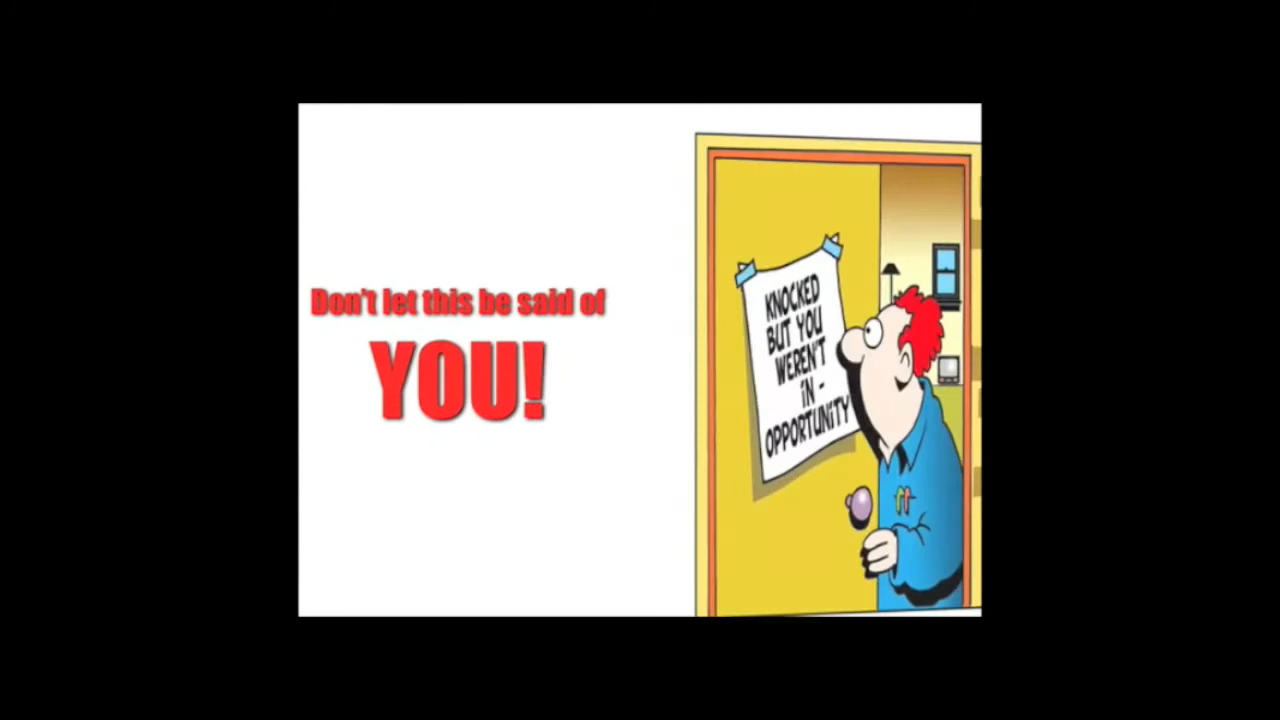 Don't let this be said of
YOU!
KNOCKED
BUT YOU
WEREN'T
iN -
OPPORTUNiTY